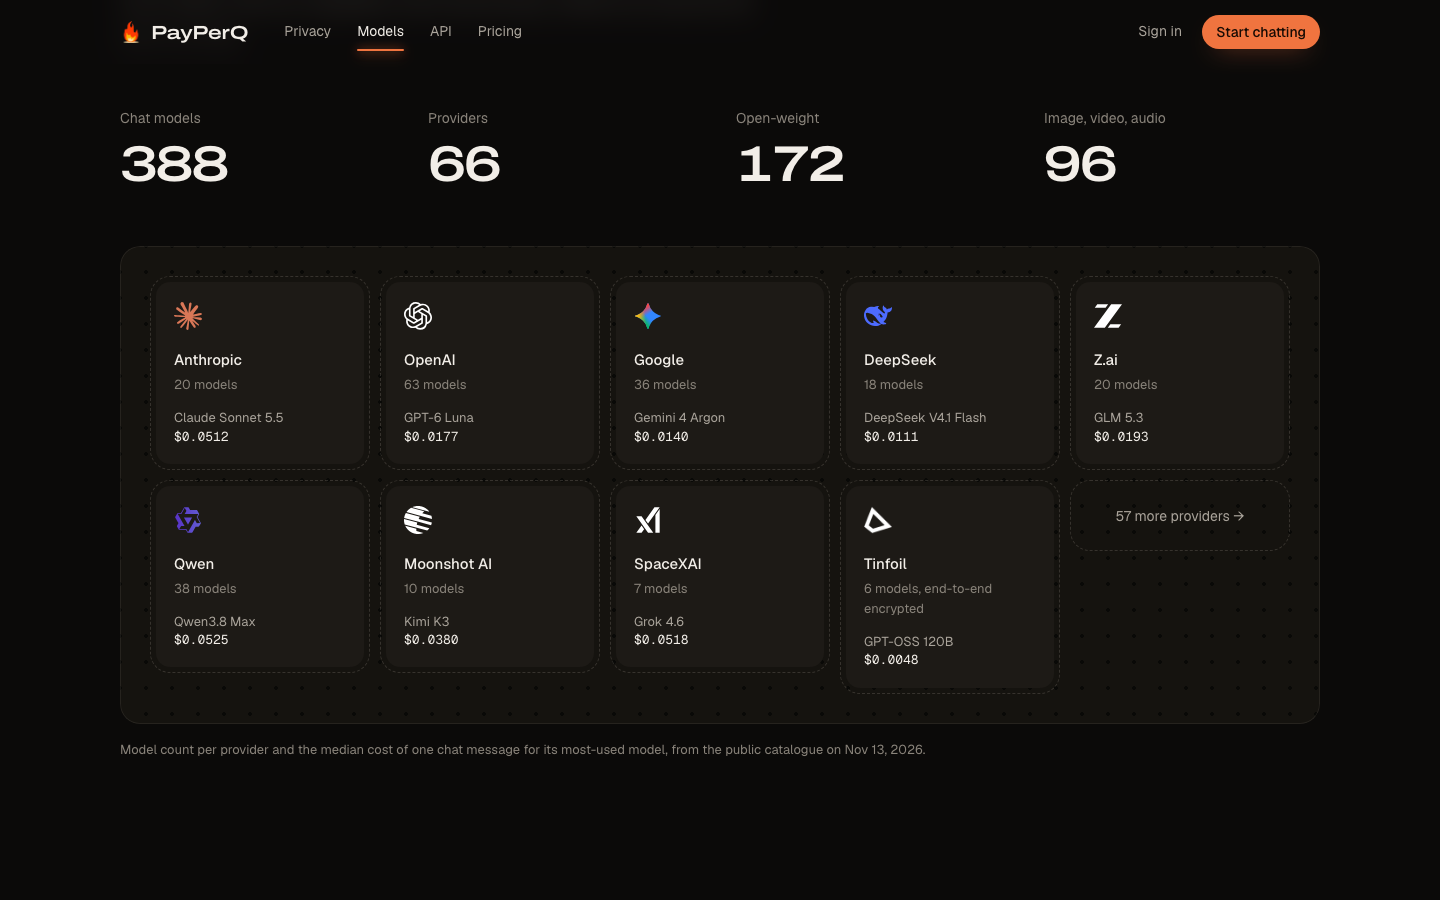 PayPerQ
Privacy
Models
API
Pricing
Sign in
Start chatting
Chat models
388
Providers
66
Open-weight
172
Image, video, audio
96
Anthropic
20 models
Claude Sonnet 5.5
$0.0512
OpenAI
63 models
GPT-6 Luna
$0.0177
Google
36 models
Gemini 4 Argon
$0.0140
DeepSeek
18 models
DeepSeek V4.1 Flash
$0.0111
Z.ai
20 models
GLM 5.3
$0.0193
Qwen
38 models
Qwen3.8 Max
$0.0525
Moonshot AI
10 models
Kimi K3
$0.0380
SpaceXAI
7 models
Grok 4.6
$0.0518
Tinfoil
6 models, end-to-end
encrypted
GPT-OSS 120B
$0.0048
57 more providers →
Model count per provider and the median cost of one chat message for its most-used model, from the public catalogue on Nov 13, 2026.